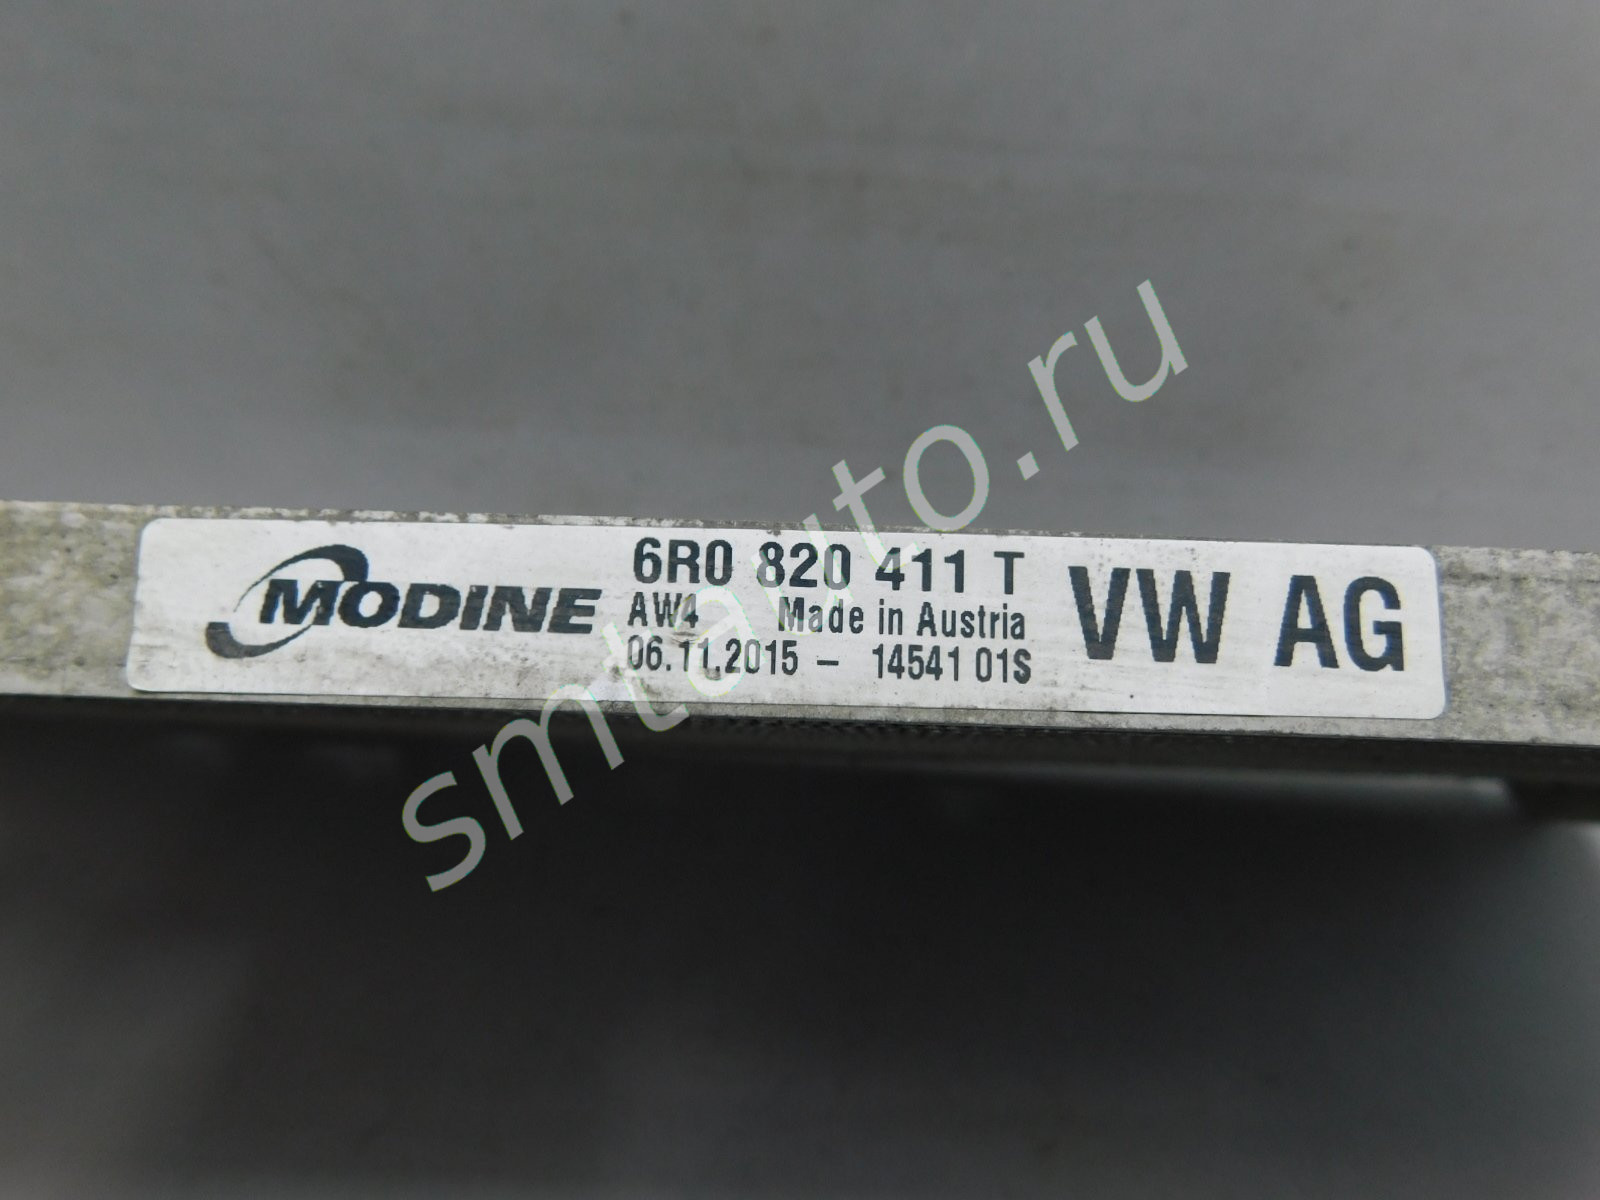 MODINE
6R0 820 411 T
AW4 Made in Austria
06.11.2015 – 14541 01S
VW AG
smtauto.ru